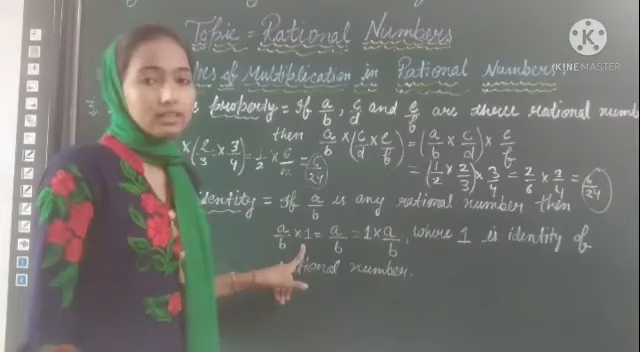 Topic = Rational Numbers
KINEMASTER
of Multiplication in Rational Numbers
property = If a/b, c/d and e/f are three rational numb
then a/b × (c/d × e/f) = (a/b × c/d) × e/f
× (2/3 × 3/4) = 1/2 × 6/12 = 6/24
= (1/2 × 2/3) × 3/4 = 2/6 × 3/4 = 6/24
identity = If a/b is any rational number then
a/b × 1 = a/b = 1 × a/b, where 1 is identity of
number.